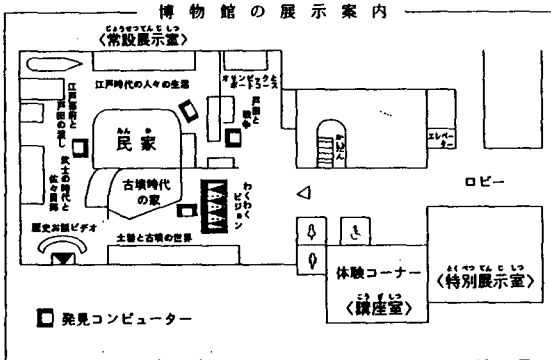 博物館の展示案内
じょうせつてんじしつ
〈常設展示室〉
オリンピックと
ボートコース
江戸時代の人々の生活
戸田と
戦争
江戸幕府と
戸田の渡し
みんか
民家
かいだん
エレベーター
武士の時代と
佐々目郷
古墳時代
の家
わくわく
ビジョン
ロビー
歴史お話ビデオ
土器と古墳の世界
体験コーナー
こうざしつ
〈講座室〉
とくべつてんじしつ
〈特別展示室〉
発見コンピューター